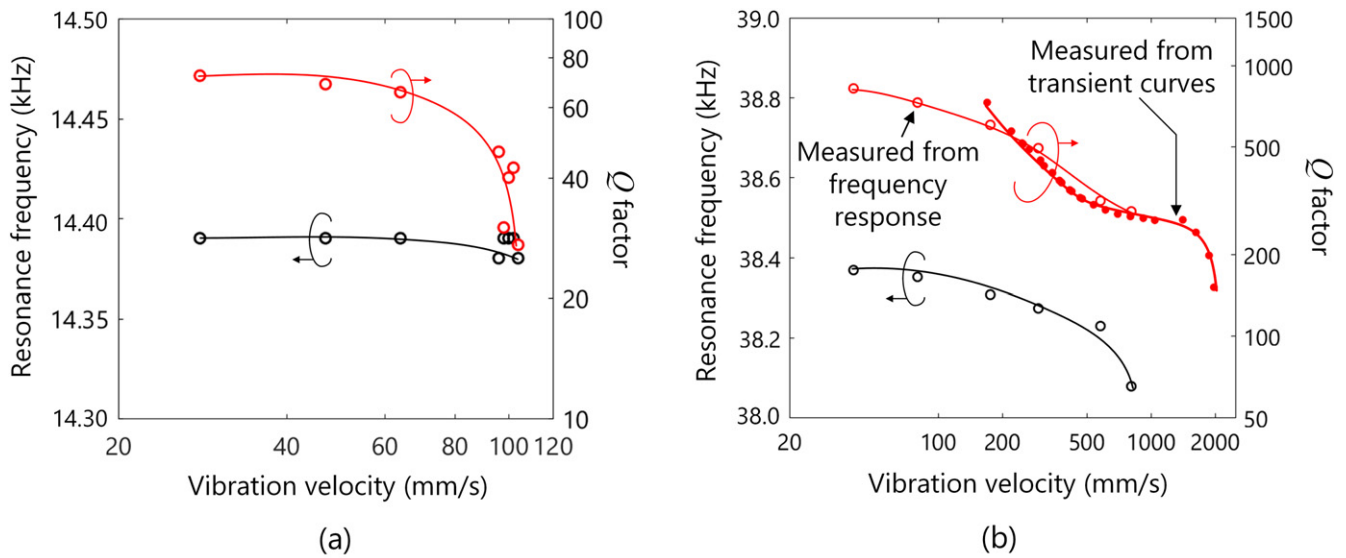 Resonance frequency (kHz)
14.50
14.45
14.40
14.35
14.30
20
40
60
80
100
120
Vibration velocity (mm/s)
100
80
60
40
20
10
Q factor
(a)
Resonance frequency (kHz)
39.0
38.8
38.6
38.4
38.2
38.0
20
100
200
500
1000
2000
Vibration velocity (mm/s)
1500
1000
500
200
100
50
Q factor
Measured from
transient curves
Measured from
frequency
response
(b)